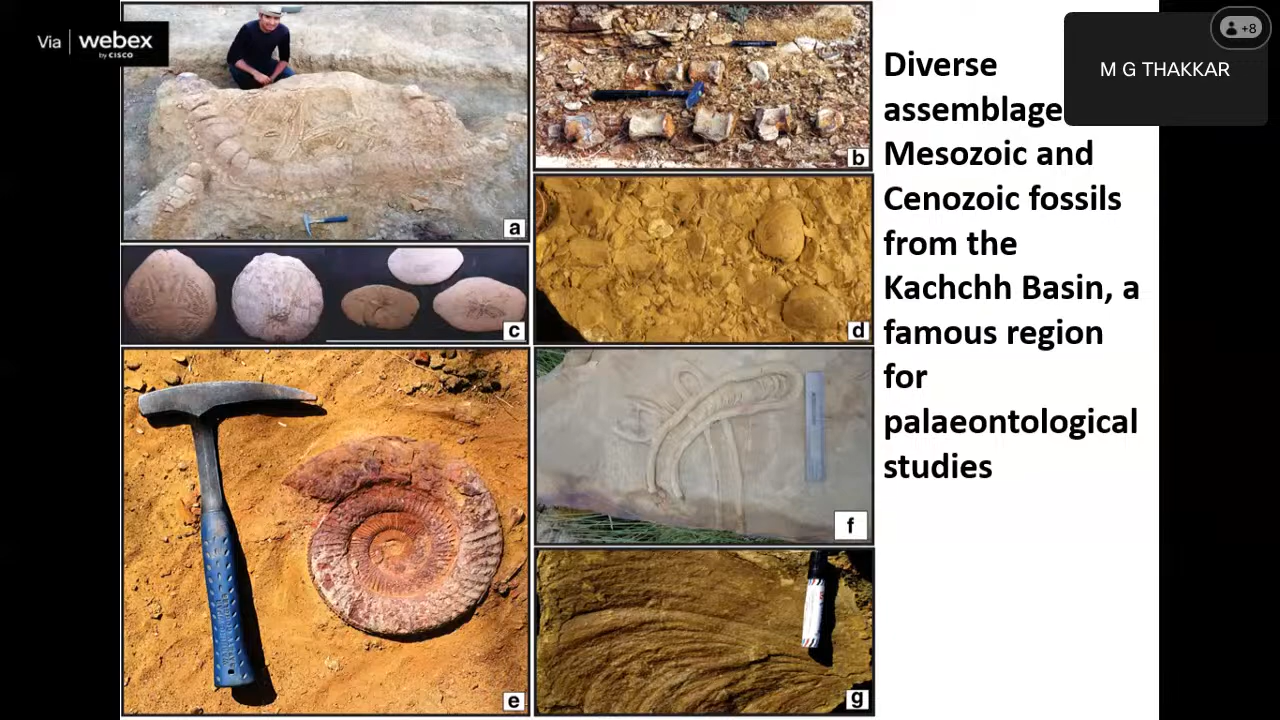 Via webex
by CISCO
+8
M G THAKKAR
Diverse
assemblage
Mesozoic and
Cenozoic fossils
from the
Kachchh Basin, a
famous region
for
palaeontological
studies
a
b
c
d
e
f
g